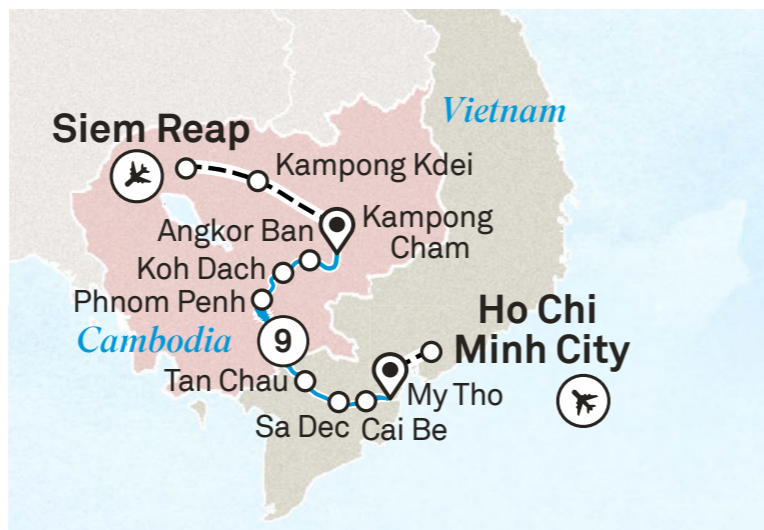 Vietnam
Siem Reap
Kampong Kdei
Kampong
Cham
Angkor Ban
Koh Dach
Phnom Penh
Cambodia
9
Ho Chi
Minh City
Tan Chau
My Tho
Sa Dec
Cai Be